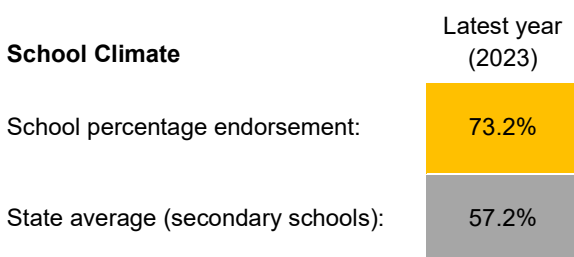 School Climate
Latest year
(2023)
School percentage endorsement: 73.2%
State average (secondary schools): 57.2%